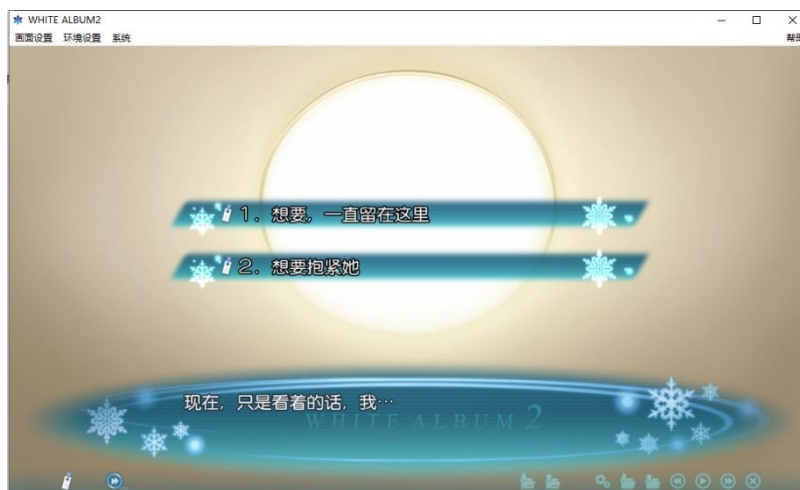 WHITE ALBUM2
画面设置 环境设置 系统 帮助
1. 想要, 一直留在这里
2. 想要抱紧她
现在, 只是看着的话, 我…
WHITE ALBUM 2